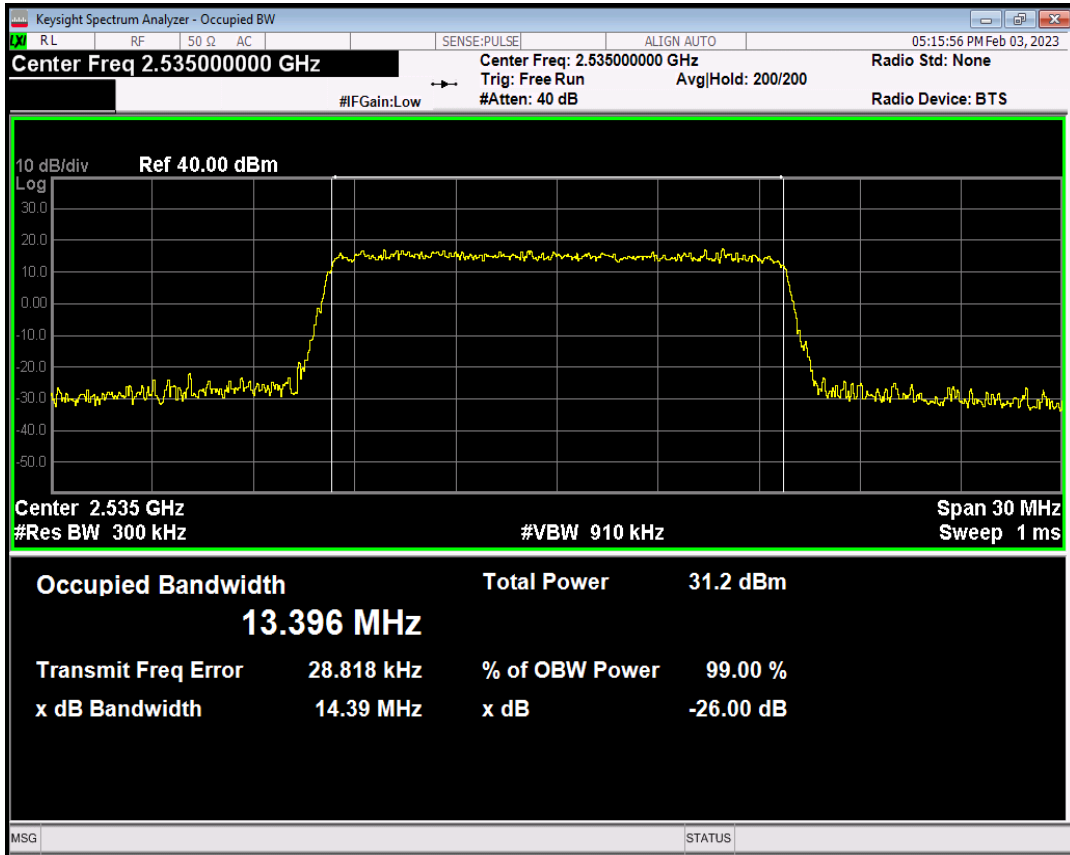 Keysight Spectrum Analyzer - Occupied BW
LXI RL RF 50 Ω AC SENSE:PULSE ALIGN AUTO 05:15:56 PM Feb 03, 2023
Center Freq 2.535000000 GHz Center Freq: 2.535000000 GHz Radio Std: None
Trig: Free Run Avg|Hold: 200/200
#IFGain:Low #Atten: 40 dB Radio Device: BTS
10 dB/div Ref 40.00 dBm
Log
30.0
20.0
10.0
0.00
-10.0
-20.0
-30.0
-40.0
-50.0
Center 2.535 GHz Span 30 MHz
#Res BW 300 kHz #VBW 910 kHz Sweep 1 ms
Occupied Bandwidth Total Power 31.2 dBm
13.396 MHz
Transmit Freq Error 28.818 kHz % of OBW Power 99.00 %
x dB Bandwidth 14.39 MHz x dB -26.00 dB
MSG STATUS